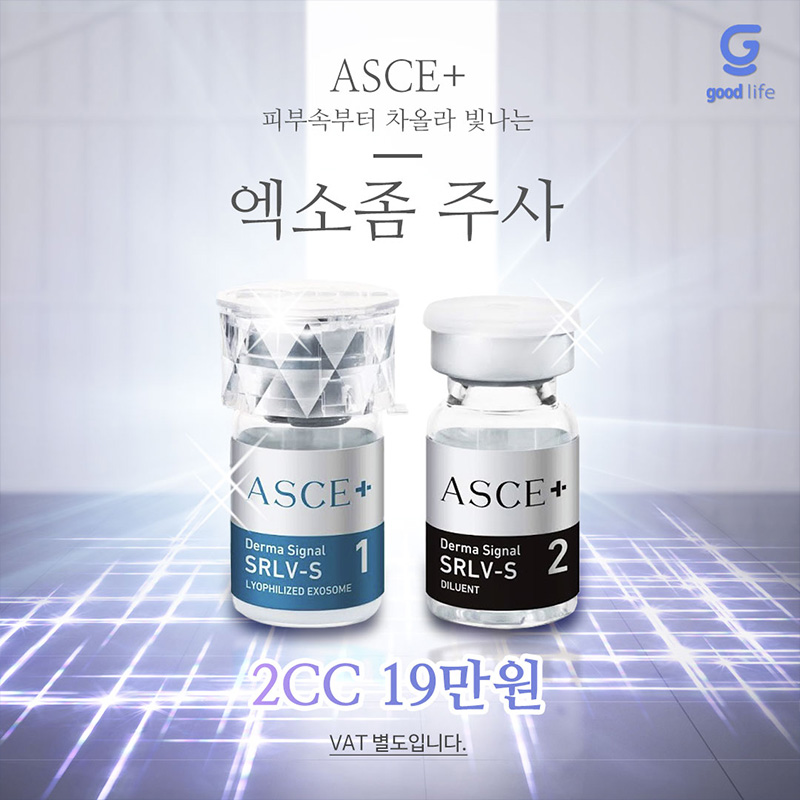 good life
ASCE+
피부속부터 차올라 빛나는
엑소좀 주사
ASCE+
Derma Signal
SRLV-S 1
LYOPHILIZED EXOSOME
ASCE+
Derma Signal
SRLV-S 2
DILUENT
2CC 19만원
VAT 별도입니다.